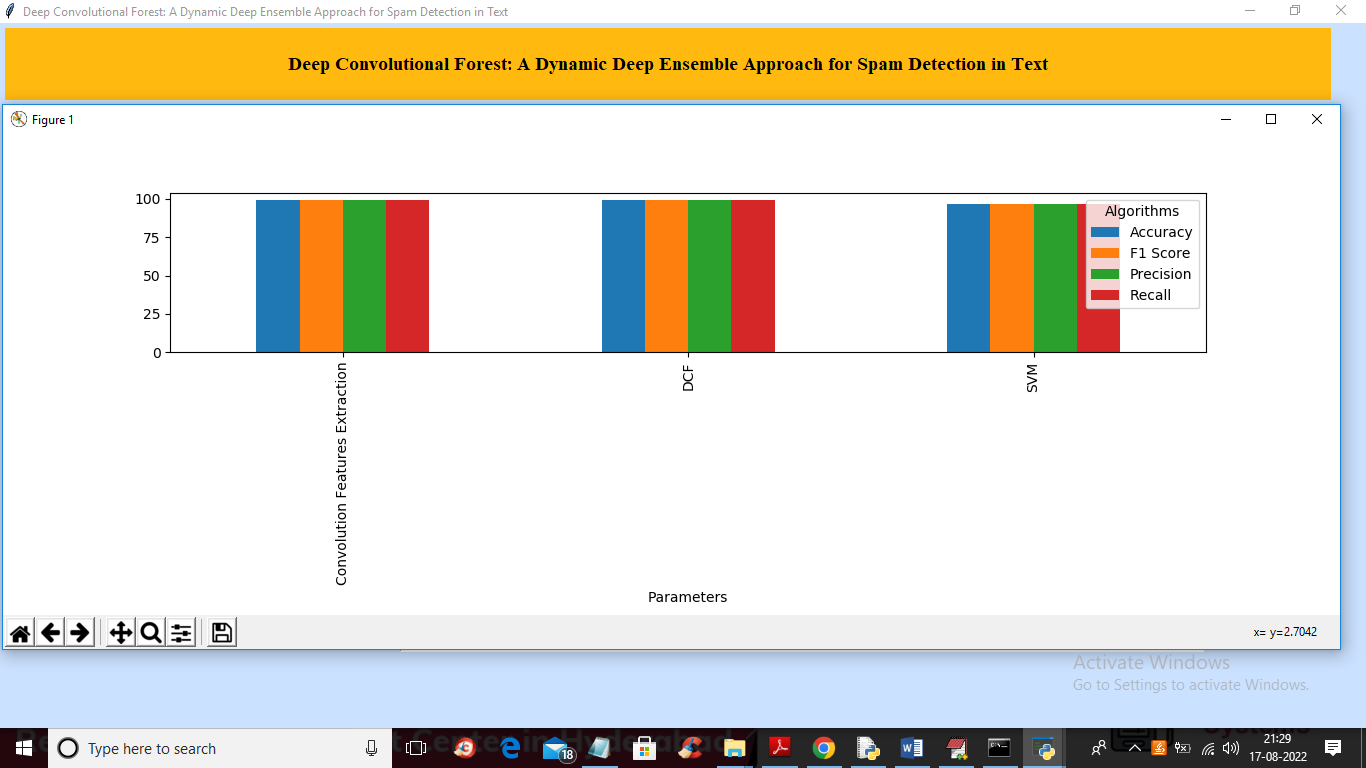 Deep Convolutional Forest: A Dynamic Deep Ensemble Approach for Spam Detection in Text
Deep Convolutional Forest: A Dynamic Deep Ensemble Approach for Spam Detection in Text
Figure 1
100
75
50
25
0
Algorithms
Accuracy
F1 Score
Precision
Recall
Convolution Features Extraction
DCF
SVM
Parameters
x= y=2.7042
Activate Windows
Go to Settings to activate Windows.
Type here to search
18
21:29
17-08-2022